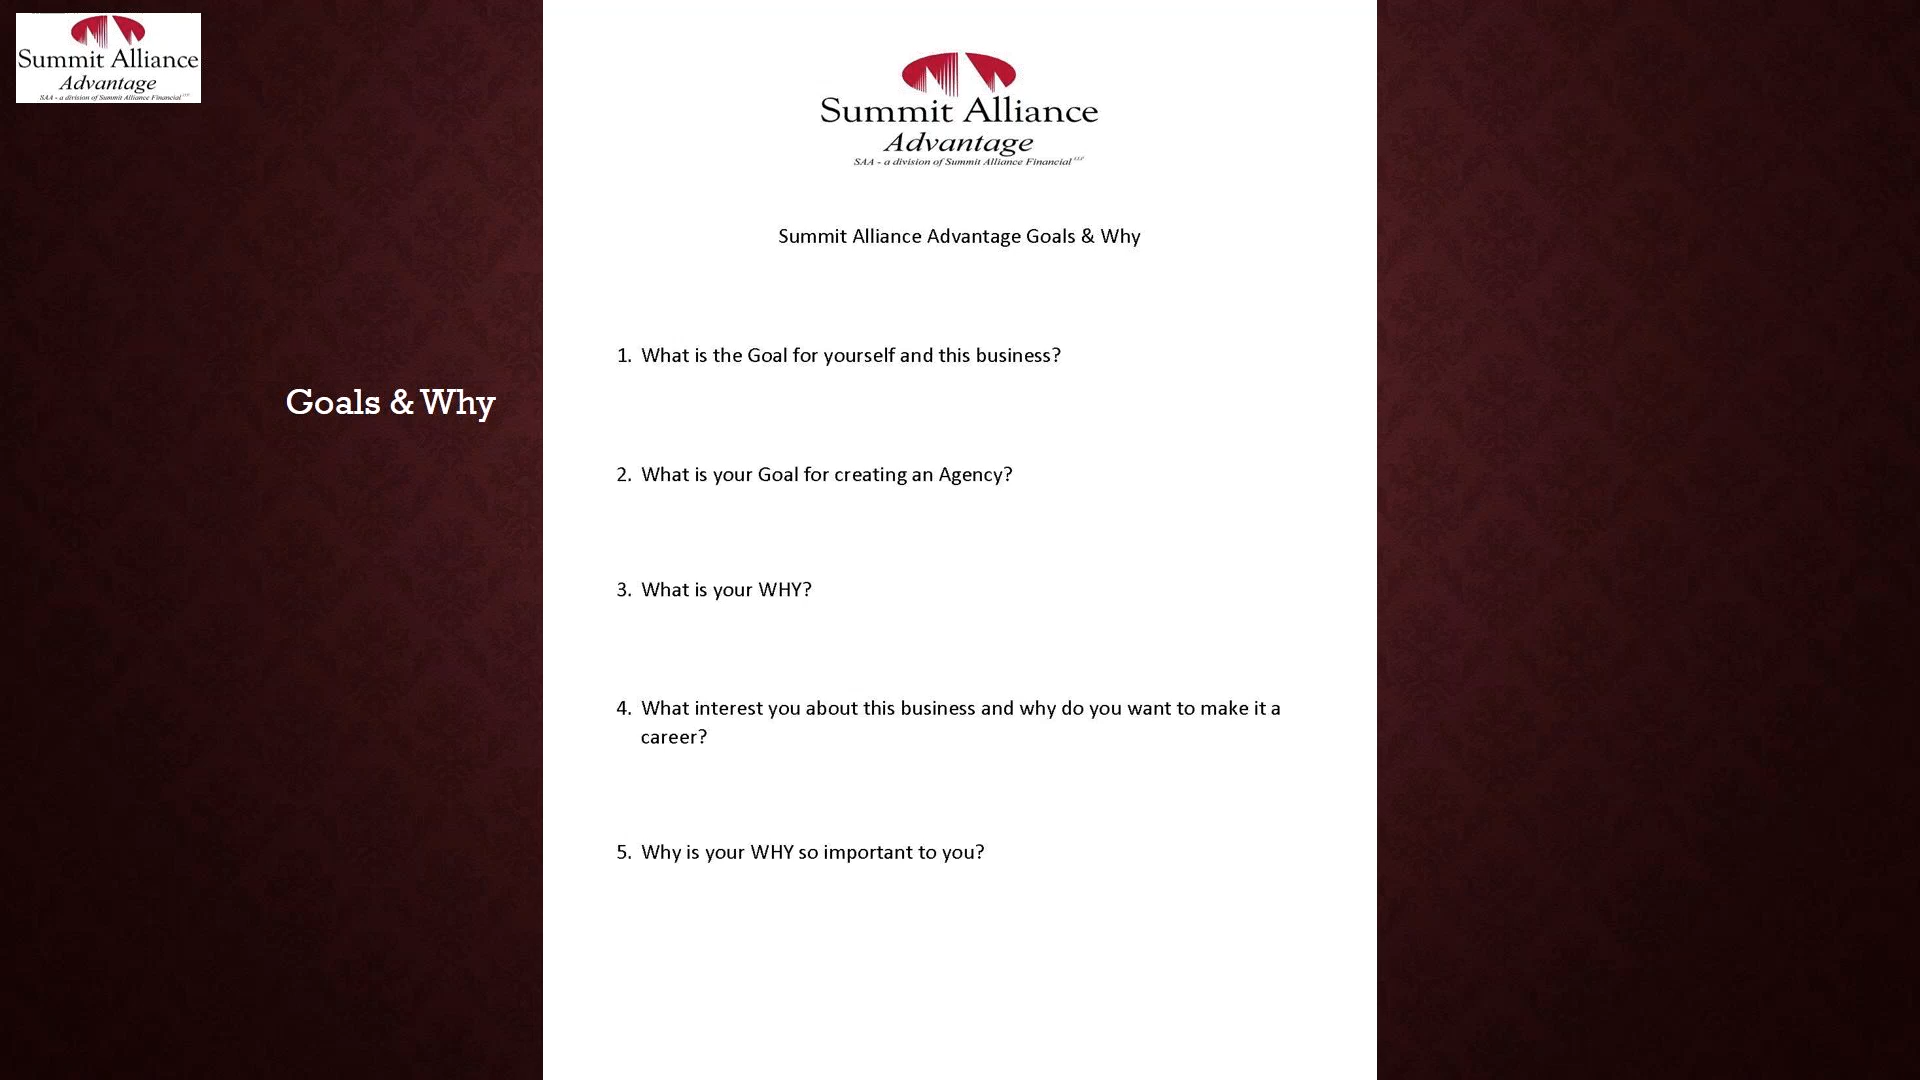 Summit Alliance
Advantage
SAA - a division of Summit Alliance Financial LLP
Goals & Why
Summit Alliance
Advantage
SAA - a division of Summit Alliance Financial LLP
Summit Alliance Advantage Goals & Why
1. What is the Goal for yourself and this business?
2. What is your Goal for creating an Agency?
3. What is your WHY?
4. What interest you about this business and why do you want to make it a
career?
5. Why is your WHY so important to you?